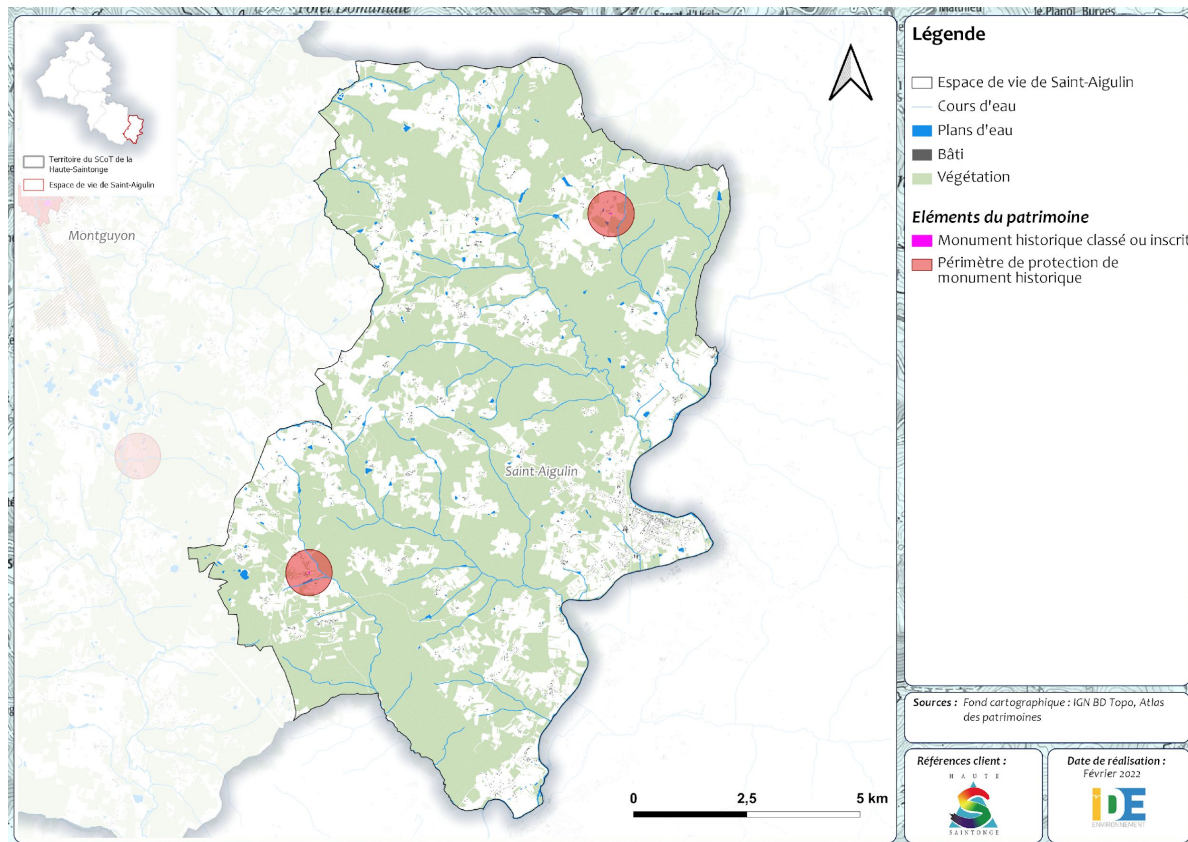 Forêt Domaniale
le Planol Burges
Territoire du SCoT de la
Haute-Saintonge
Espace de vie de Saint-Aigulin
Montguyon
Saint-Aigulin
0 2,5 5 km
Légende
Espace de vie de Saint-Aigulin
Cours d'eau
Plans d'eau
Bâti
Végétation
Eléments du patrimoine
Monument historique classé ou inscrit
Périmètre de protection de
monument historique
Sources : Fond cartographique : IGN BD Topo, Atlas
des patrimoines
Références client :
HAUTE
SAINTONGE
Date de réalisation :
Février 2022
iDE
ENVIRONNEMENT